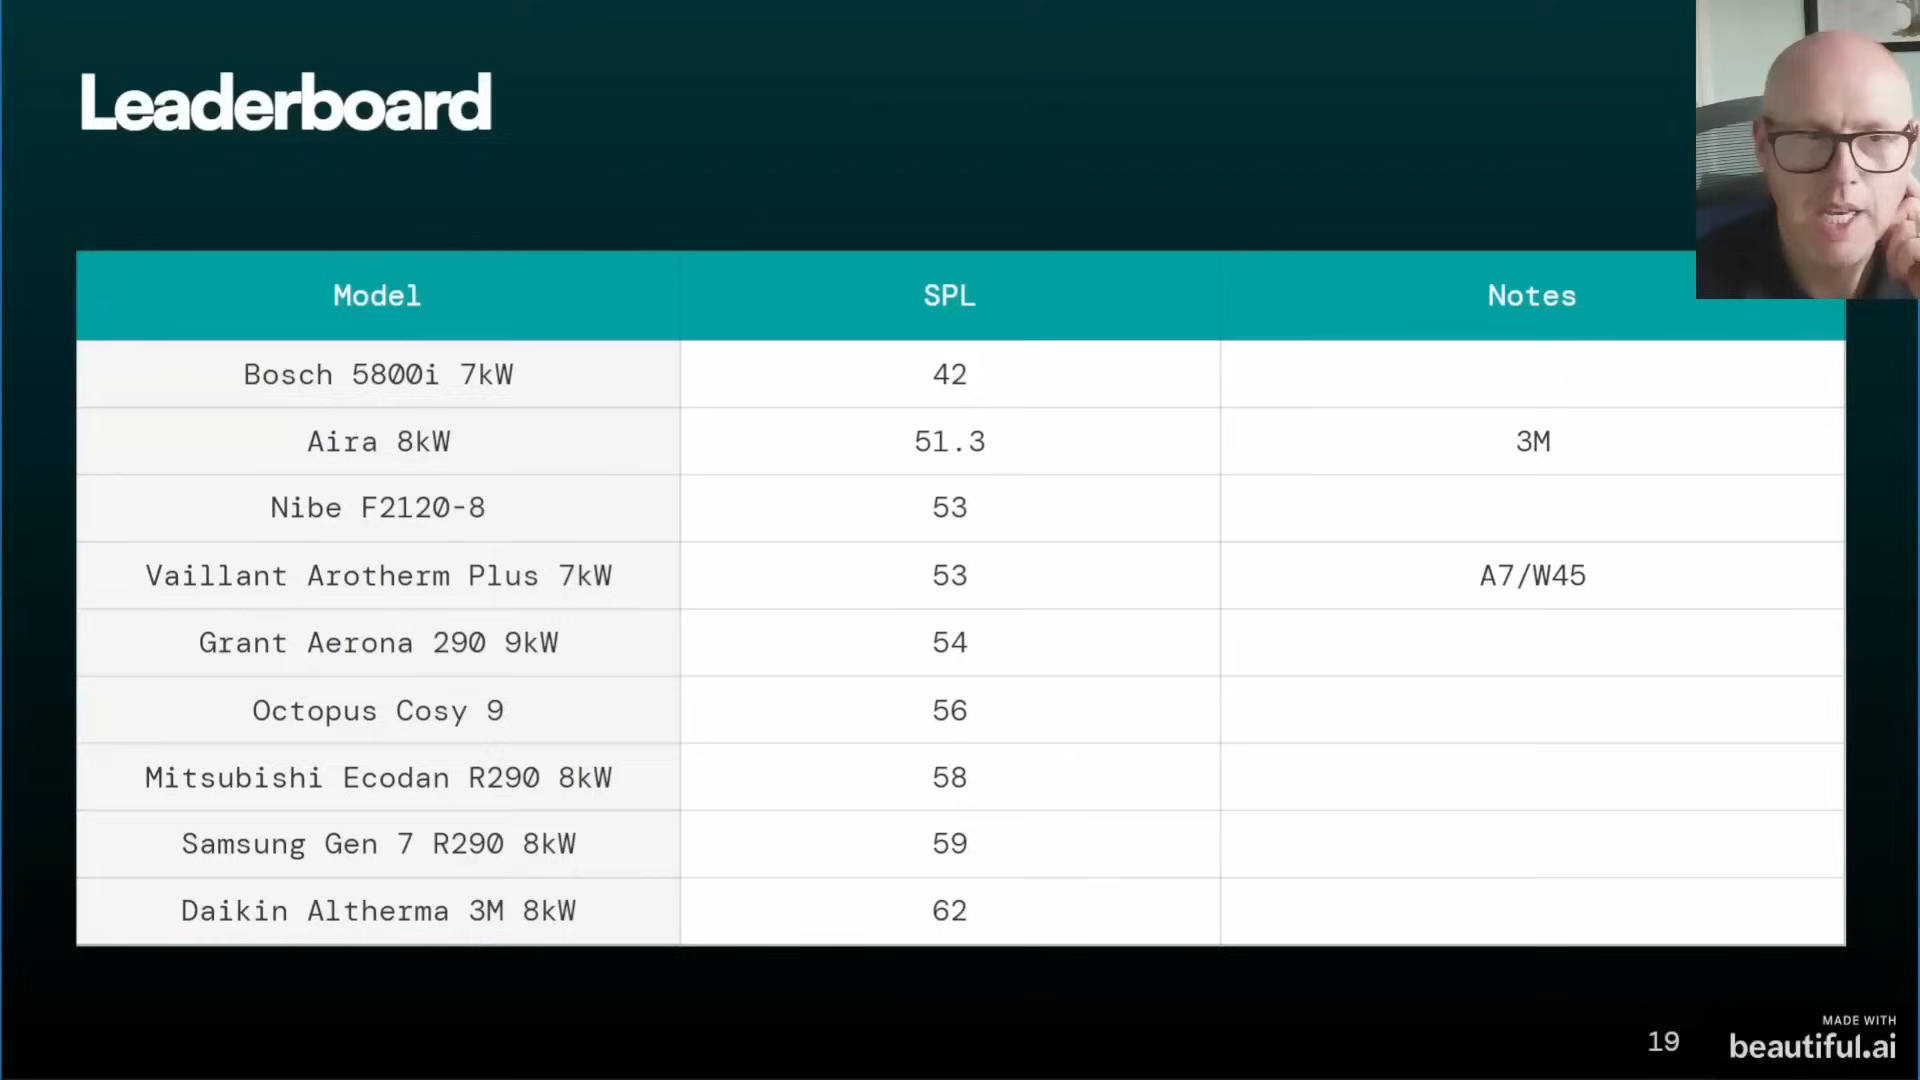 Leaderboard
Model SPL Notes
Bosch 5800i 7kW 42
Aira 8kW 51.3 3M
Nibe F2120-8 53
Vaillant Arotherm Plus 7kW 53 A7/W45
Grant Aerona 290 9kW 54
Octopus Cosy 9 56
Mitsubishi Ecodan R290 8kW 58
Samsung Gen 7 R290 8kW 59
Daikin Altherma 3M 8kW 62
19
MADE WITH
beautiful.ai